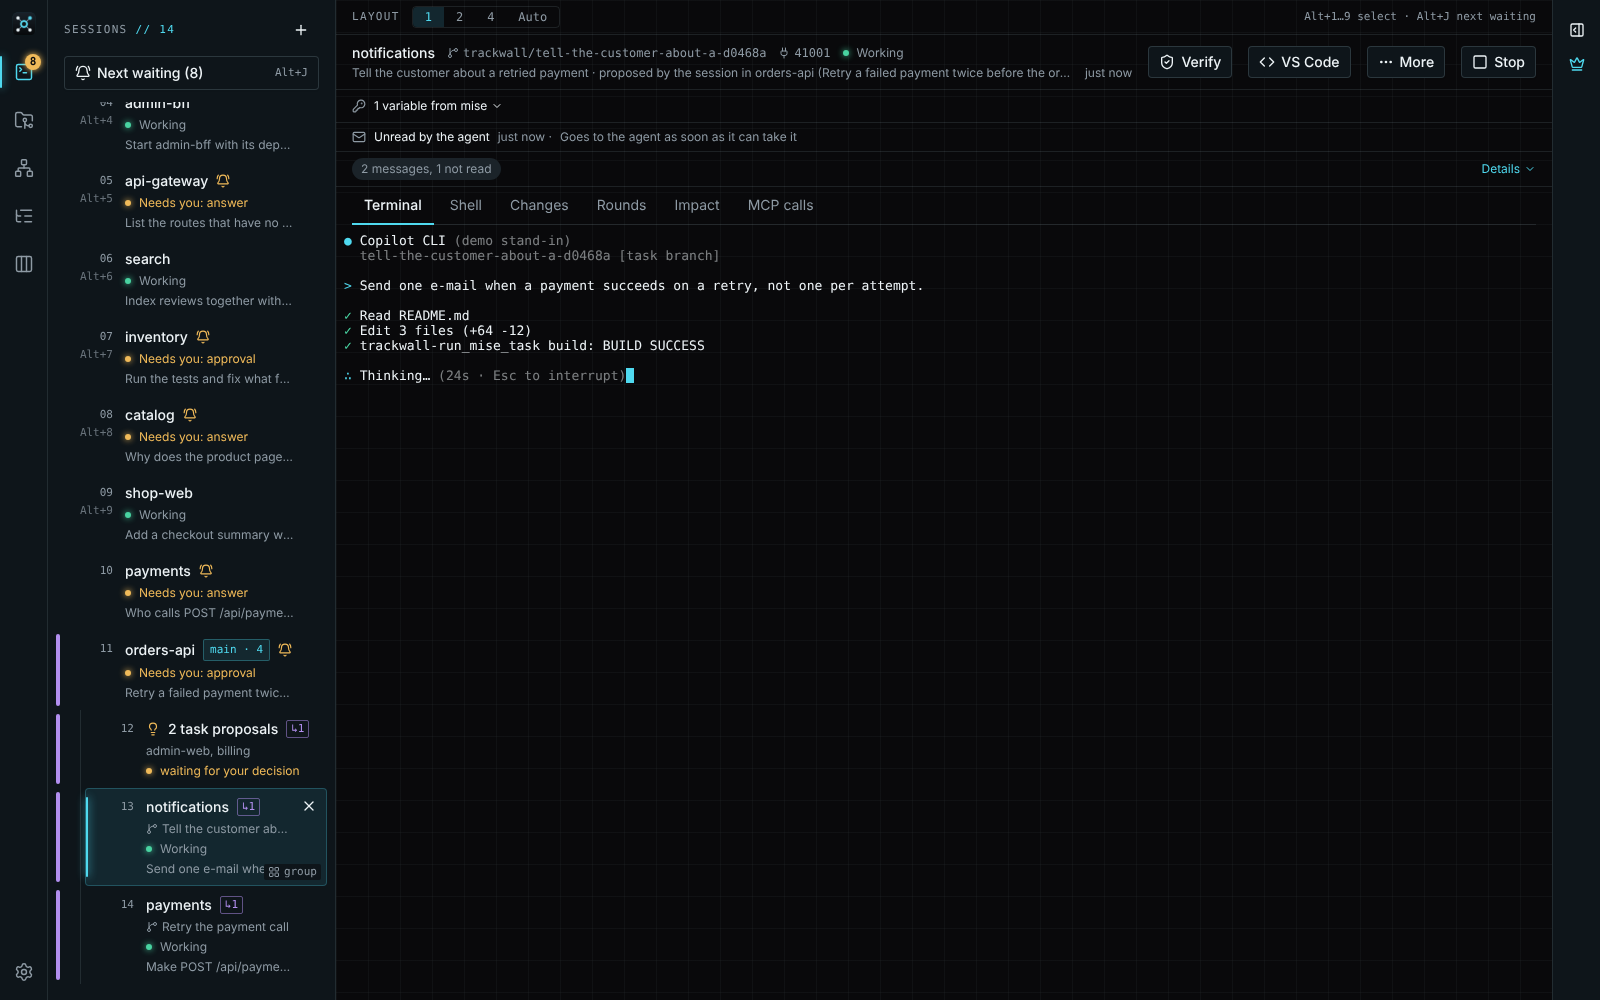 SESSIONS // 14
8
Next waiting (8) Alt+J
04 admin-bff
Alt+4
Working
Start admin-bff with its dep...
05 api-gateway
Alt+5
Needs you: answer
List the routes that have no ...
06 search
Alt+6
Working
Index reviews together with...
07 inventory
Alt+7
Needs you: approval
Run the tests and fix what f...
08 catalog
Alt+8
Needs you: answer
Why does the product page...
09 shop-web
Alt+9
Working
Add a checkout summary w...
10 payments
Needs you: answer
Who calls POST /api/payme...
11 orders-api main · 4
Needs you: approval
Retry a failed payment twic...
12 2 task proposals ↳1
admin-web, billing
waiting for your decision
13 notifications ↳1
Tell the customer ab...
Working
Send one e-mail whe
group
14 payments ↳1
Retry the payment call
Working
Make POST /api/payme...
LAYOUT 1 2 4 Auto
Alt+1…9 select · Alt+J next waiting
notifications trackwall/tell-the-customer-about-a-d0468a 41001 Working
Tell the customer about a retried payment · proposed by the session in orders-api (Retry a failed payment twice before the or... just now
Verify VS Code More Stop
1 variable from mise
Unread by the agent just now · Goes to the agent as soon as it can take it
2 messages, 1 not read Details
Terminal Shell Changes Rounds Impact MCP calls
● Copilot CLI (demo stand-in)
tell-the-customer-about-a-d0468a [task branch]
> Send one e-mail when a payment succeeds on a retry, not one per attempt.
✓ Read README.md
✓ Edit 3 files (+64 -12)
✓ trackwall-run_mise_task build: BUILD SUCCESS
∴ Thinking… (24s · Esc to interrupt)